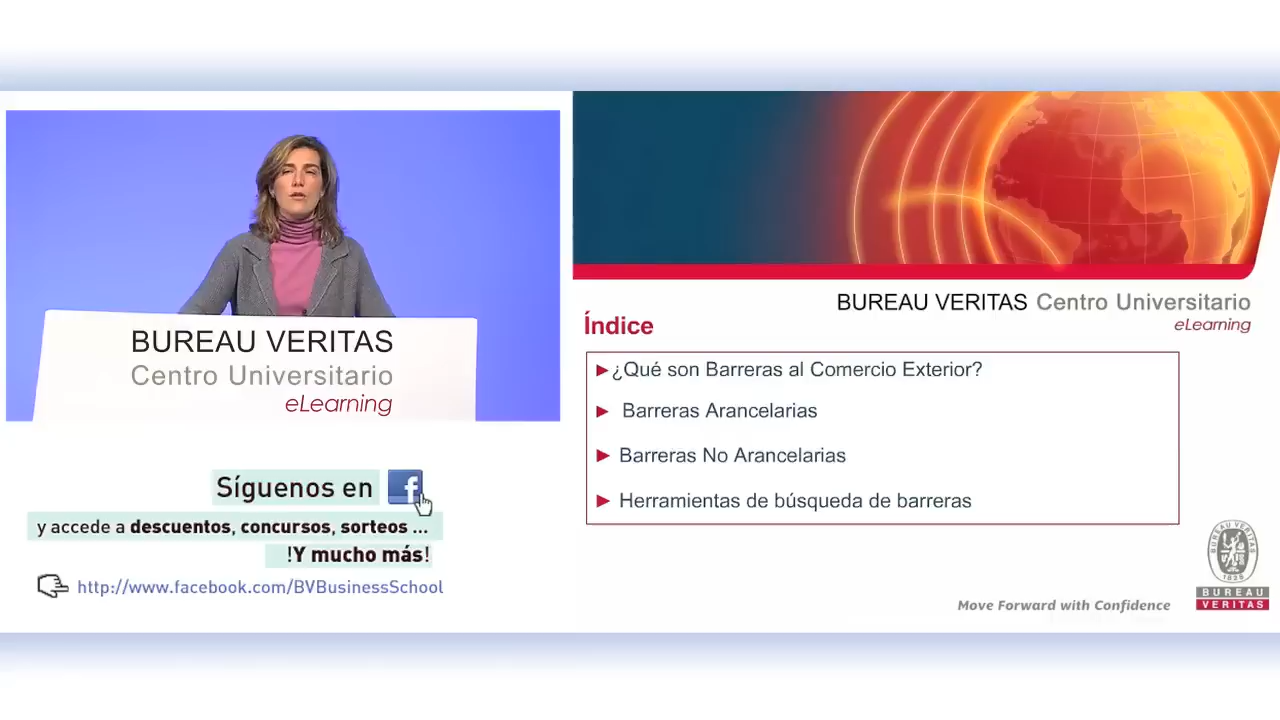 BUREAU VERITAS
Centro Universitario
eLearning
Síguenos en f
y accede a descuentos, concursos, sorteos ...
!Y mucho más!
http://www.facebook.com/BVBusinessSchool
BUREAU VERITAS Centro Universitario
eLearning
Índice
►¿Qué son Barreras al Comercio Exterior?
► Barreras Arancelarias
► Barreras No Arancelarias
► Herramientas de búsqueda de barreras
BUREAU VERITAS
1828
BUREAU
VERITAS
Move Forward with Confidence